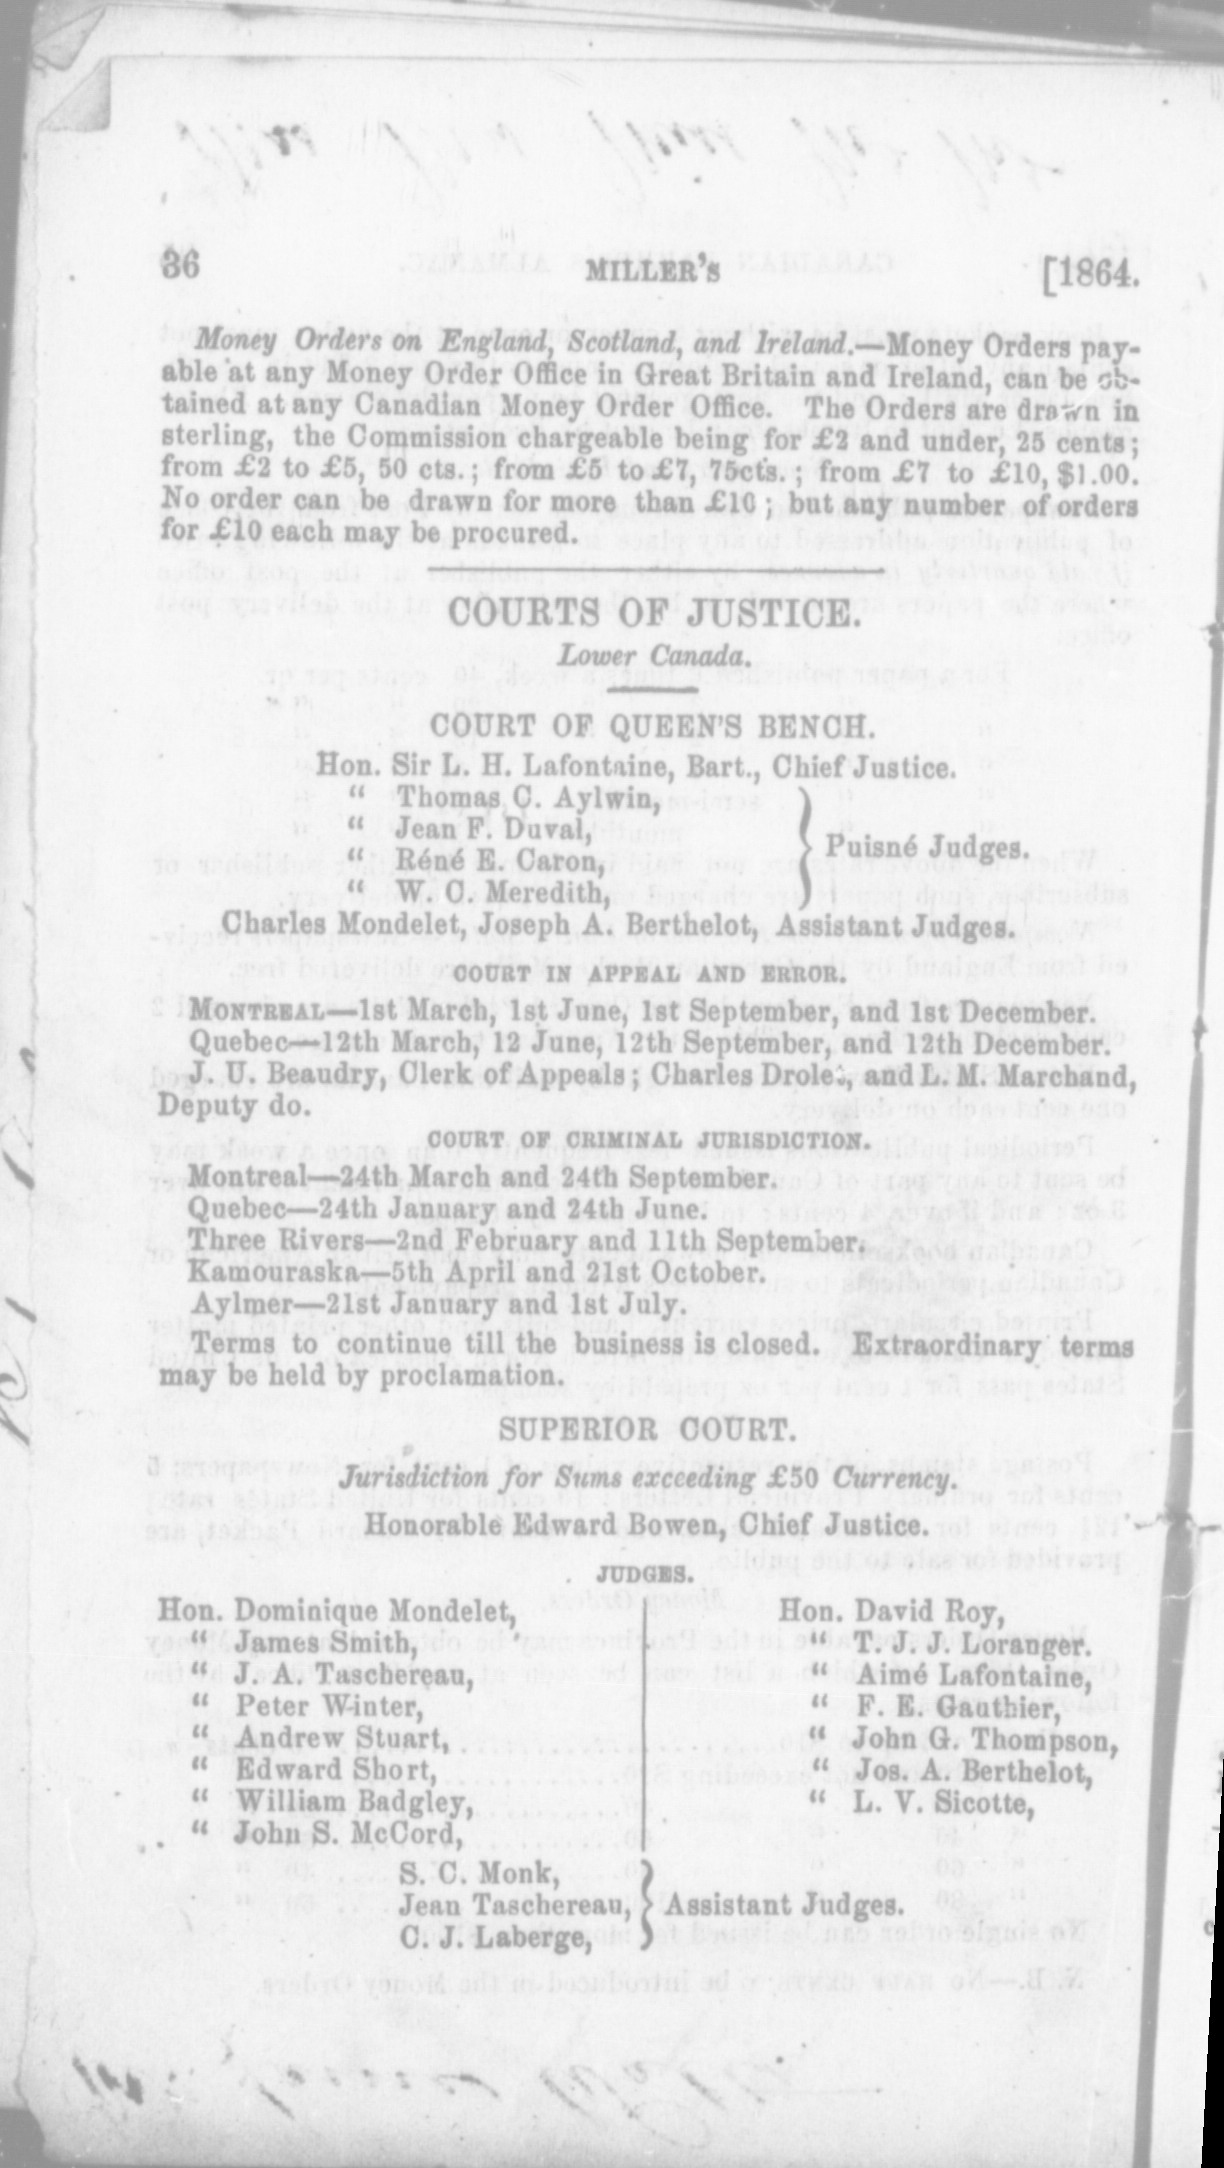 36 MILLER'S [1864.
Money Orders on England, Scotland, and Ireland.—Money Orders pay-
able at any Money Order Office in Great Britain and Ireland, can be ob-
tained at any Canadian Money Order Office. The Orders are drawn in
sterling, the Commission chargeable being for £2 and under, 25 cents;
from £2 to £5, 50 cts.; from £5 to £7, 75cts.; from £7 to £10, $1.00.
No order can be drawn for more than £10; but any number of orders
for £10 each may be procured.
COURTS OF JUSTICE.
Lower Canada.
COURT OF QUEEN'S BENCH.
Hon. Sir L. H. Lafontaine, Bart., Chief Justice.
" Thomas C. Aylwin,
" Jean F. Duval,
" Réné E. Caron,
" W. C. Meredith,
Puisné Judges.
Charles Mondelet, Joseph A. Berthelot, Assistant Judges.
COURT IN APPEAL AND ERROR.
MONTREAL—1st March, 1st June, 1st September, and 1st December.
Quebec—12th March, 12 June, 12th September, and 12th December.
J. U. Beaudry, Clerk of Appeals; Charles Drolet, and L. M. Marchand,
Deputy do.
COURT OF CRIMINAL JURISDICTION.
Montreal—24th March and 24th September.
Quebec—24th January and 24th June.
Three Rivers—2nd February and 11th September.
Kamouraska—5th April and 21st October.
Aylmer—21st January and 1st July.
Terms to continue till the business is closed. Extraordinary terms
may be held by proclamation.
SUPERIOR COURT.
Jurisdiction for Sums exceeding £50 Currency.
Honorable Edward Bowen, Chief Justice.
JUDGES.
Hon. Dominique Mondelet,
" James Smith,
" J. A. Taschereau,
" Peter Winter,
" Andrew Stuart,
" Edward Short,
" William Badgley,
" John S. McCord,
Hon. David Roy,
" T. J. J. Loranger.
" Aimé Lafontaine,
" F. E. Gauthier,
" John G. Thompson,
" Jos. A. Berthelot,
" L. V. Sicotte,
S. C. Monk,
Jean Taschereau,
C. J. Laberge,
Assistant Judges.